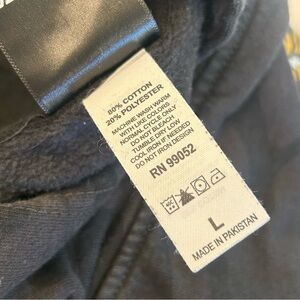 80% COTTON
20% POLYESTER
MACHINE WASH WARM
WITH LIKE COLORS
NORMAL CYCLE ONLY
DO NOT BLEACH
TUMBLE DRY LOW
COOL IRON IF NEEDED
DO NOT IRON DESIGN
RN 99052
L
MADE IN PAKISTAN